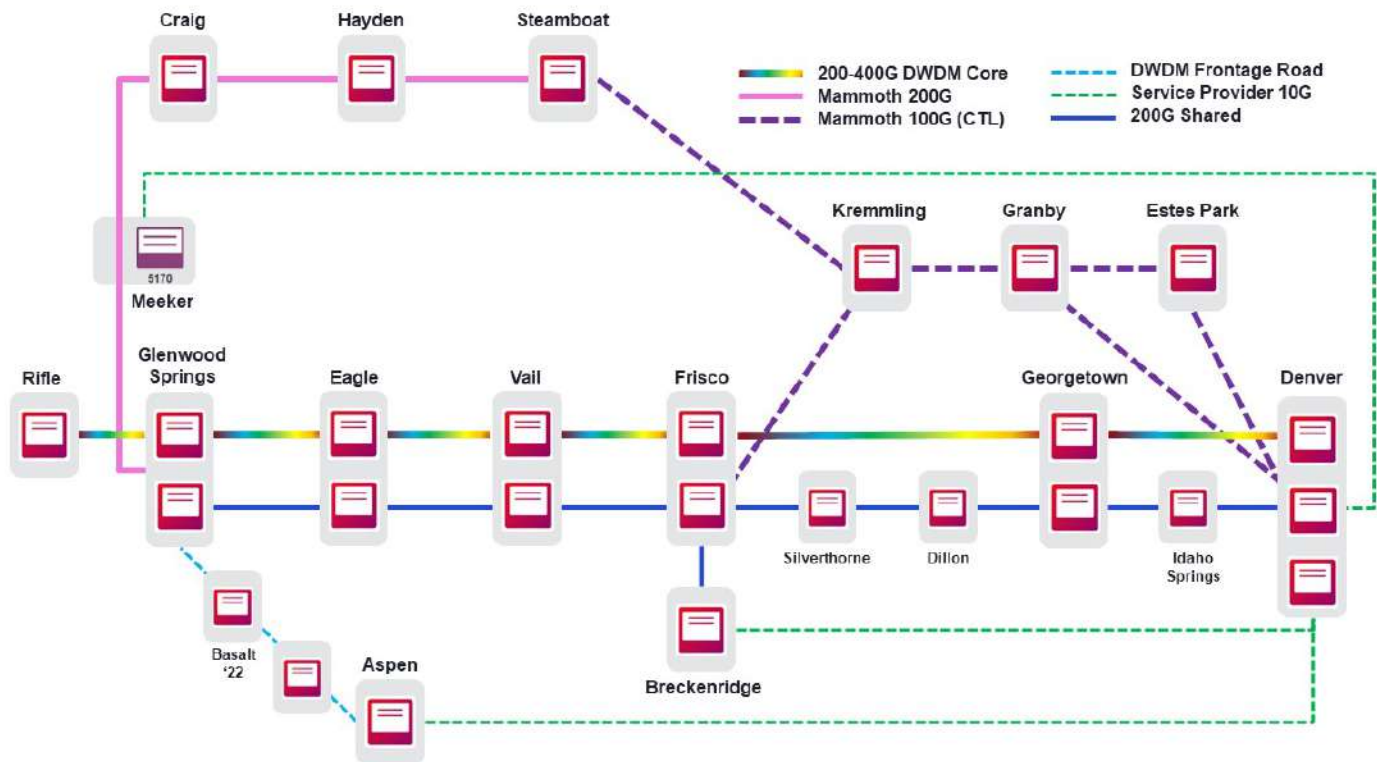 Craig
Hayden
Steamboat
200-400G DWDM Core
Mammoth 200G
Mammoth 100G (CTL)
DWDM Frontage Road
Service Provider 10G
200G Shared
Kremmling
Granby
Estes Park
5170
Meeker
Rifle
Glenwood
Springs
Eagle
Vail
Frisco
Georgetown
Denver
Silverthorne
Dillon
Idaho
Springs
Basalt
'22
Aspen
Breckenridge